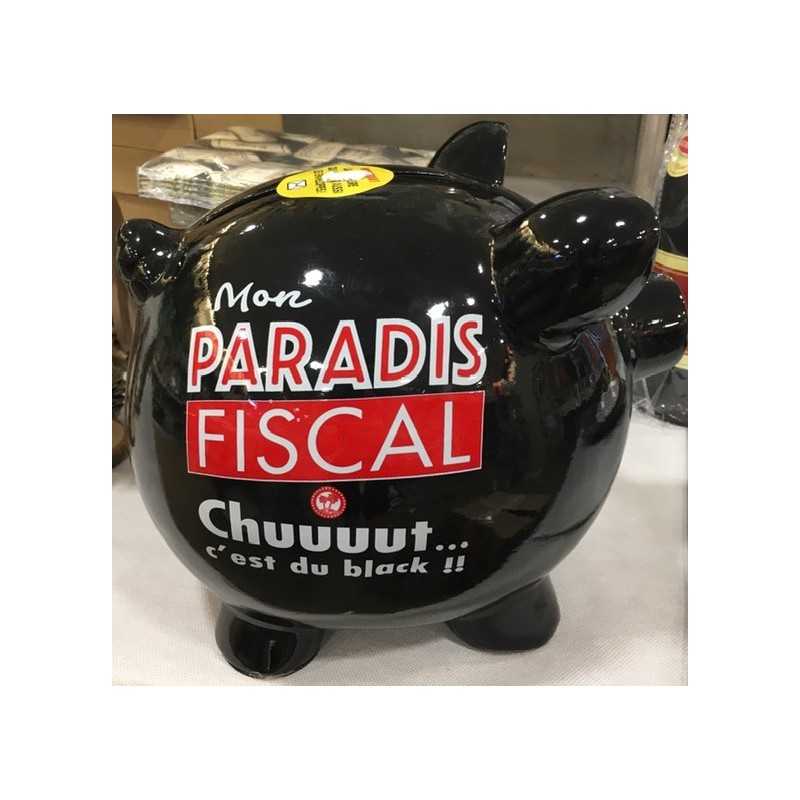 Mon
PARADIS
FISCAL
Chuuuut...
c'est du black !!